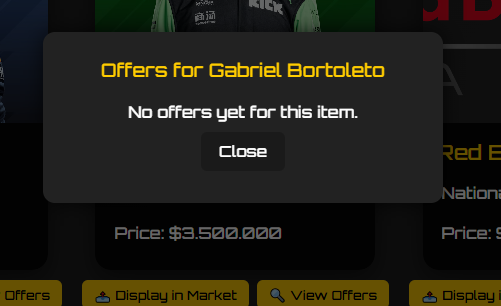 KICK
Offers for Gabriel Bortoleto
No offers yet for this item.
Close
Red
Nationa
Price: $3.500.000
Price:
Offers
Display in Market
View Offers
Display